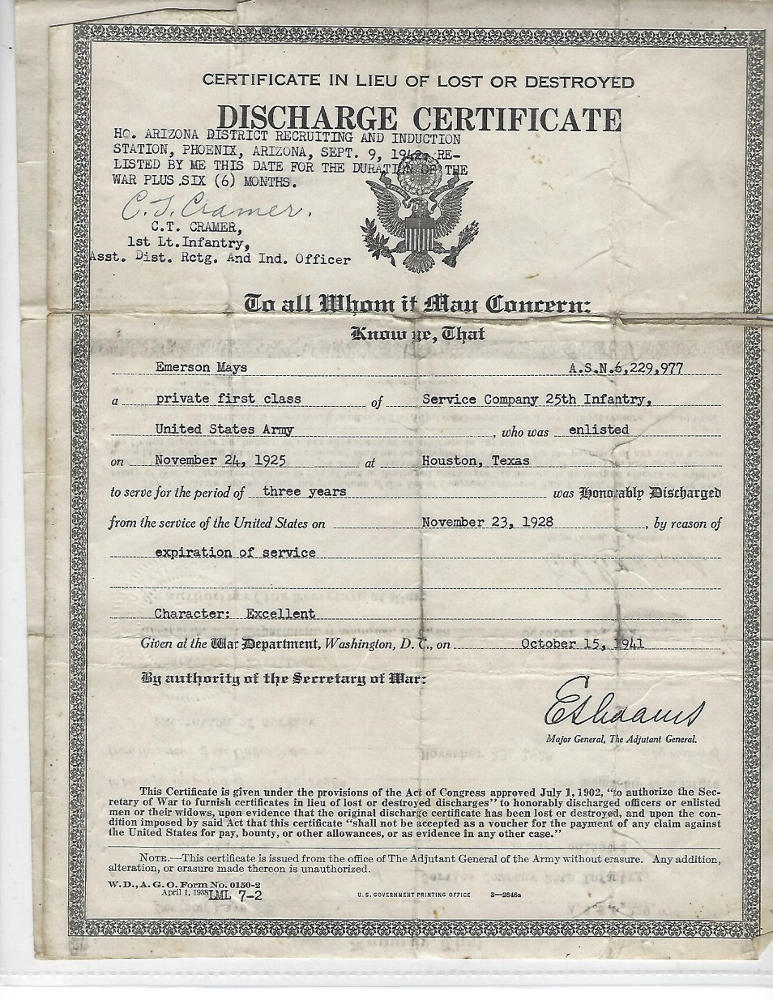 CERTIFICATE IN LIEU OF LOST OR DESTROYED
DISCHARGE CERTIFICATE
HQ. ARIZONA DISTRICT RECRUITING AND INDUCTION
STATION, PHOENIX, ARIZONA, SEPT. 9, 1942. RE-
LISTED BY ME THIS DATE FOR THE DURATION OF THE
WAR PLUS SIX (6) MONTHS.
C.T. Cramer.
C.T. CRAMER,
1st Lt.Infantry,
Asst. Dist. Rctg. And Ind. Officer
To all Whom it May Concern:
Know ye, That
Emerson Mays A.S.N.6,229,977
a private first class of Service Company 25th Infantry,
United States Army, who was enlisted
on November 24, 1925 at Houston, Texas
to serve for the period of three years was Honorably Discharged
from the service of the United States on November 23, 1928, by reason of
expiration of service
Character: Excellent
Given at the War Department, Washington, D. C., on October 15, 1941
By authority of the Secretary of War:
Major General, The Adjutant General.
This Certificate is given under the provisions of the Act of Congress approved July 1, 1902, “to authorize the Sec-
retary of War to furnish certificates in lieu of lost or destroyed discharges” to honorably discharged officers or enlisted
men or their widows, upon evidence that the original discharge certificate has been lost or destroyed, and upon the con-
dition imposed by said Act that this certificate “shall not be accepted as a voucher for the payment of any claim against
the United States for pay, bounty, or other allowances, or as evidence in any other case.”
NOTE.—This certificate is issued from the office of The Adjutant General of the Army without erasure. Any addition,
alteration, or erasure made thereon is unauthorized.
W. D., A. G. O. Form No. 0150-2
April 1, 1938 LML 7-2 U. S. GOVERNMENT PRINTING OFFICE 3—2646a